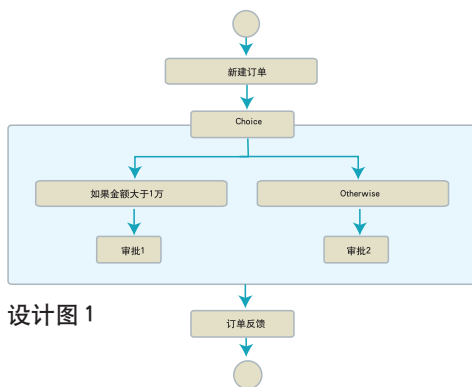 新建订单
Choice
如果金额大于1万
Otherwise
审批1
审批2
设计图 1
订单反馈